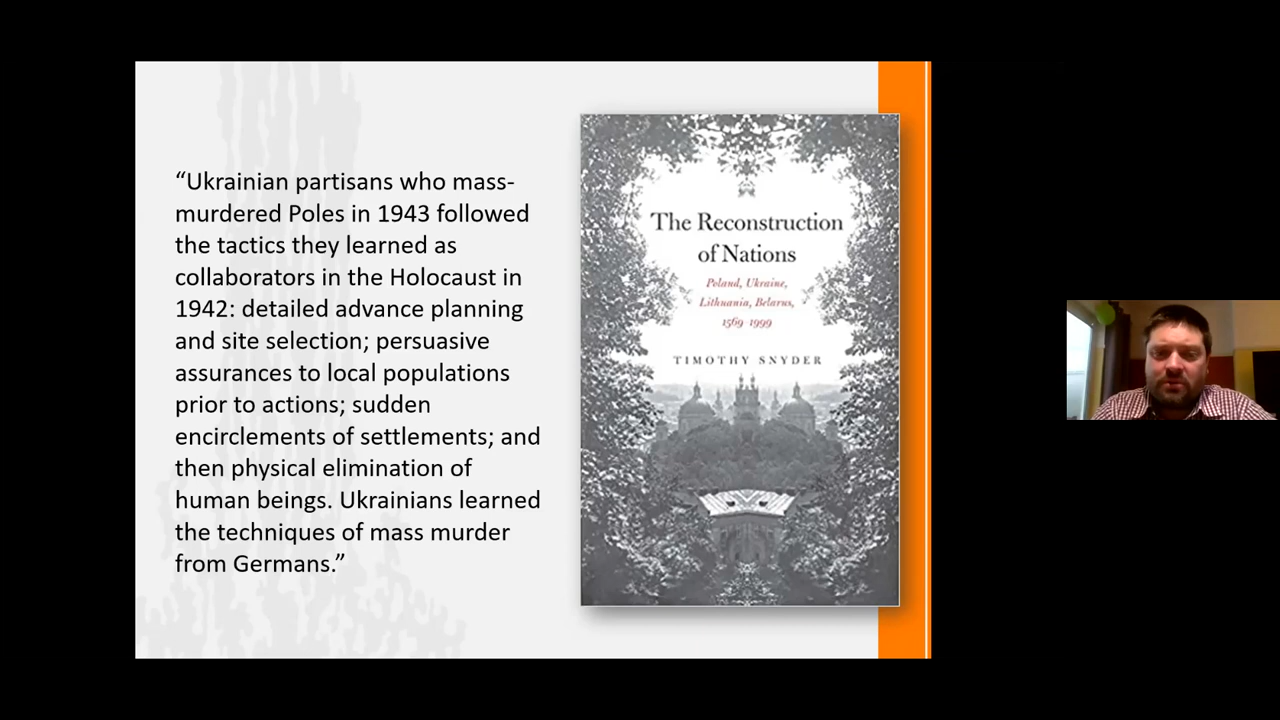 “Ukrainian partisans who mass-
murdered Poles in 1943 followed
the tactics they learned as
collaborators in the Holocaust in
1942: detailed advance planning
and site selection; persuasive
assurances to local populations
prior to actions; sudden
encirclements of settlements; and
then physical elimination of
human beings. Ukrainians learned
the techniques of mass murder
from Germans.”
The Reconstruction
of Nations
Poland, Ukraine,
Lithuania, Belarus,
1569–1999
TIMOTHY SNYDER